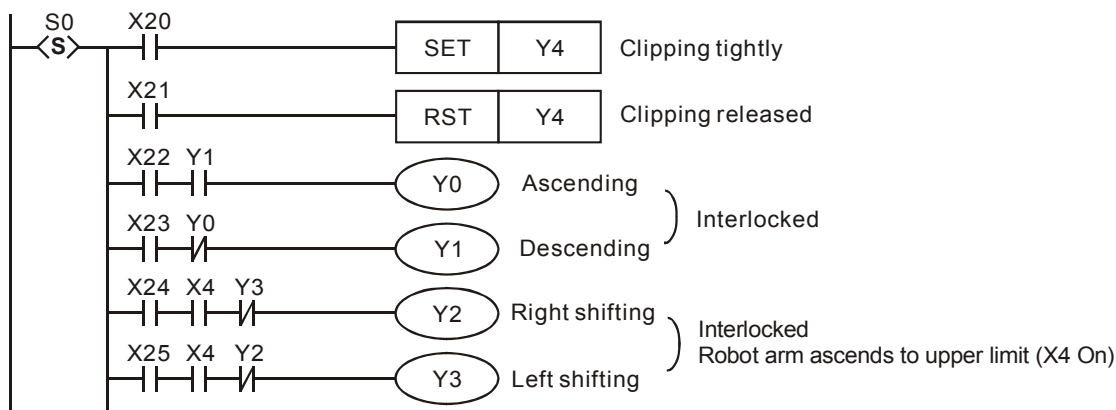 S0
S
X20
SET Y4 Clipping tightly
X21
RST Y4 Clipping released
X22 Y1
Y0 Ascending
Interlocked
X23 Y0
Y1 Descending
X24 X4 Y3
Y2 Right shifting
Interlocked
Robot arm ascends to upper limit (X4 On)
X25 X4 Y2
Y3 Left shifting